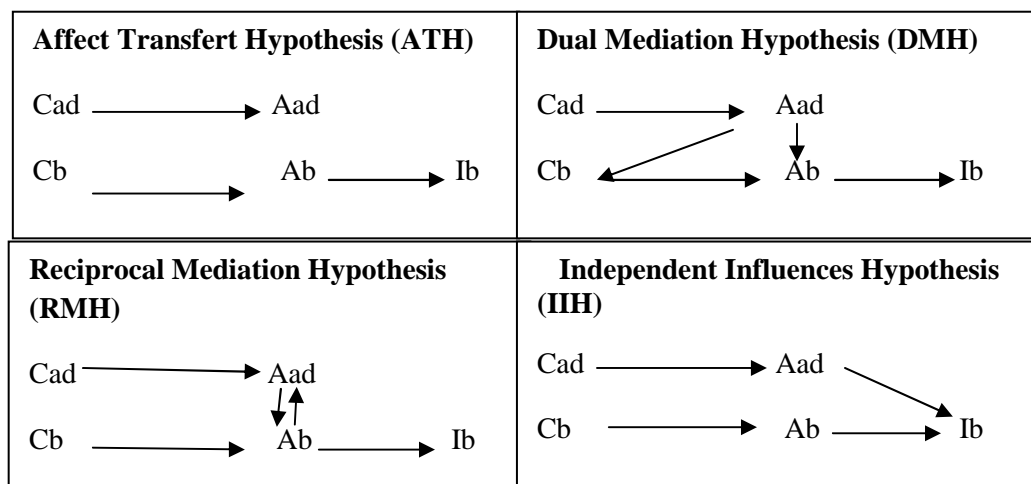 Affect Transfert Hypothesis (ATH)
Cad Aad
Cb Ab Ib
Dual Mediation Hypothesis (DMH)
Cad Aad
Cb Ab Ib
Reciprocal Mediation Hypothesis
(RMH)
Cad Aad
Cb Ab Ib
Independent Influences Hypothesis
(IIH)
Cad Aad
Cb Ab Ib